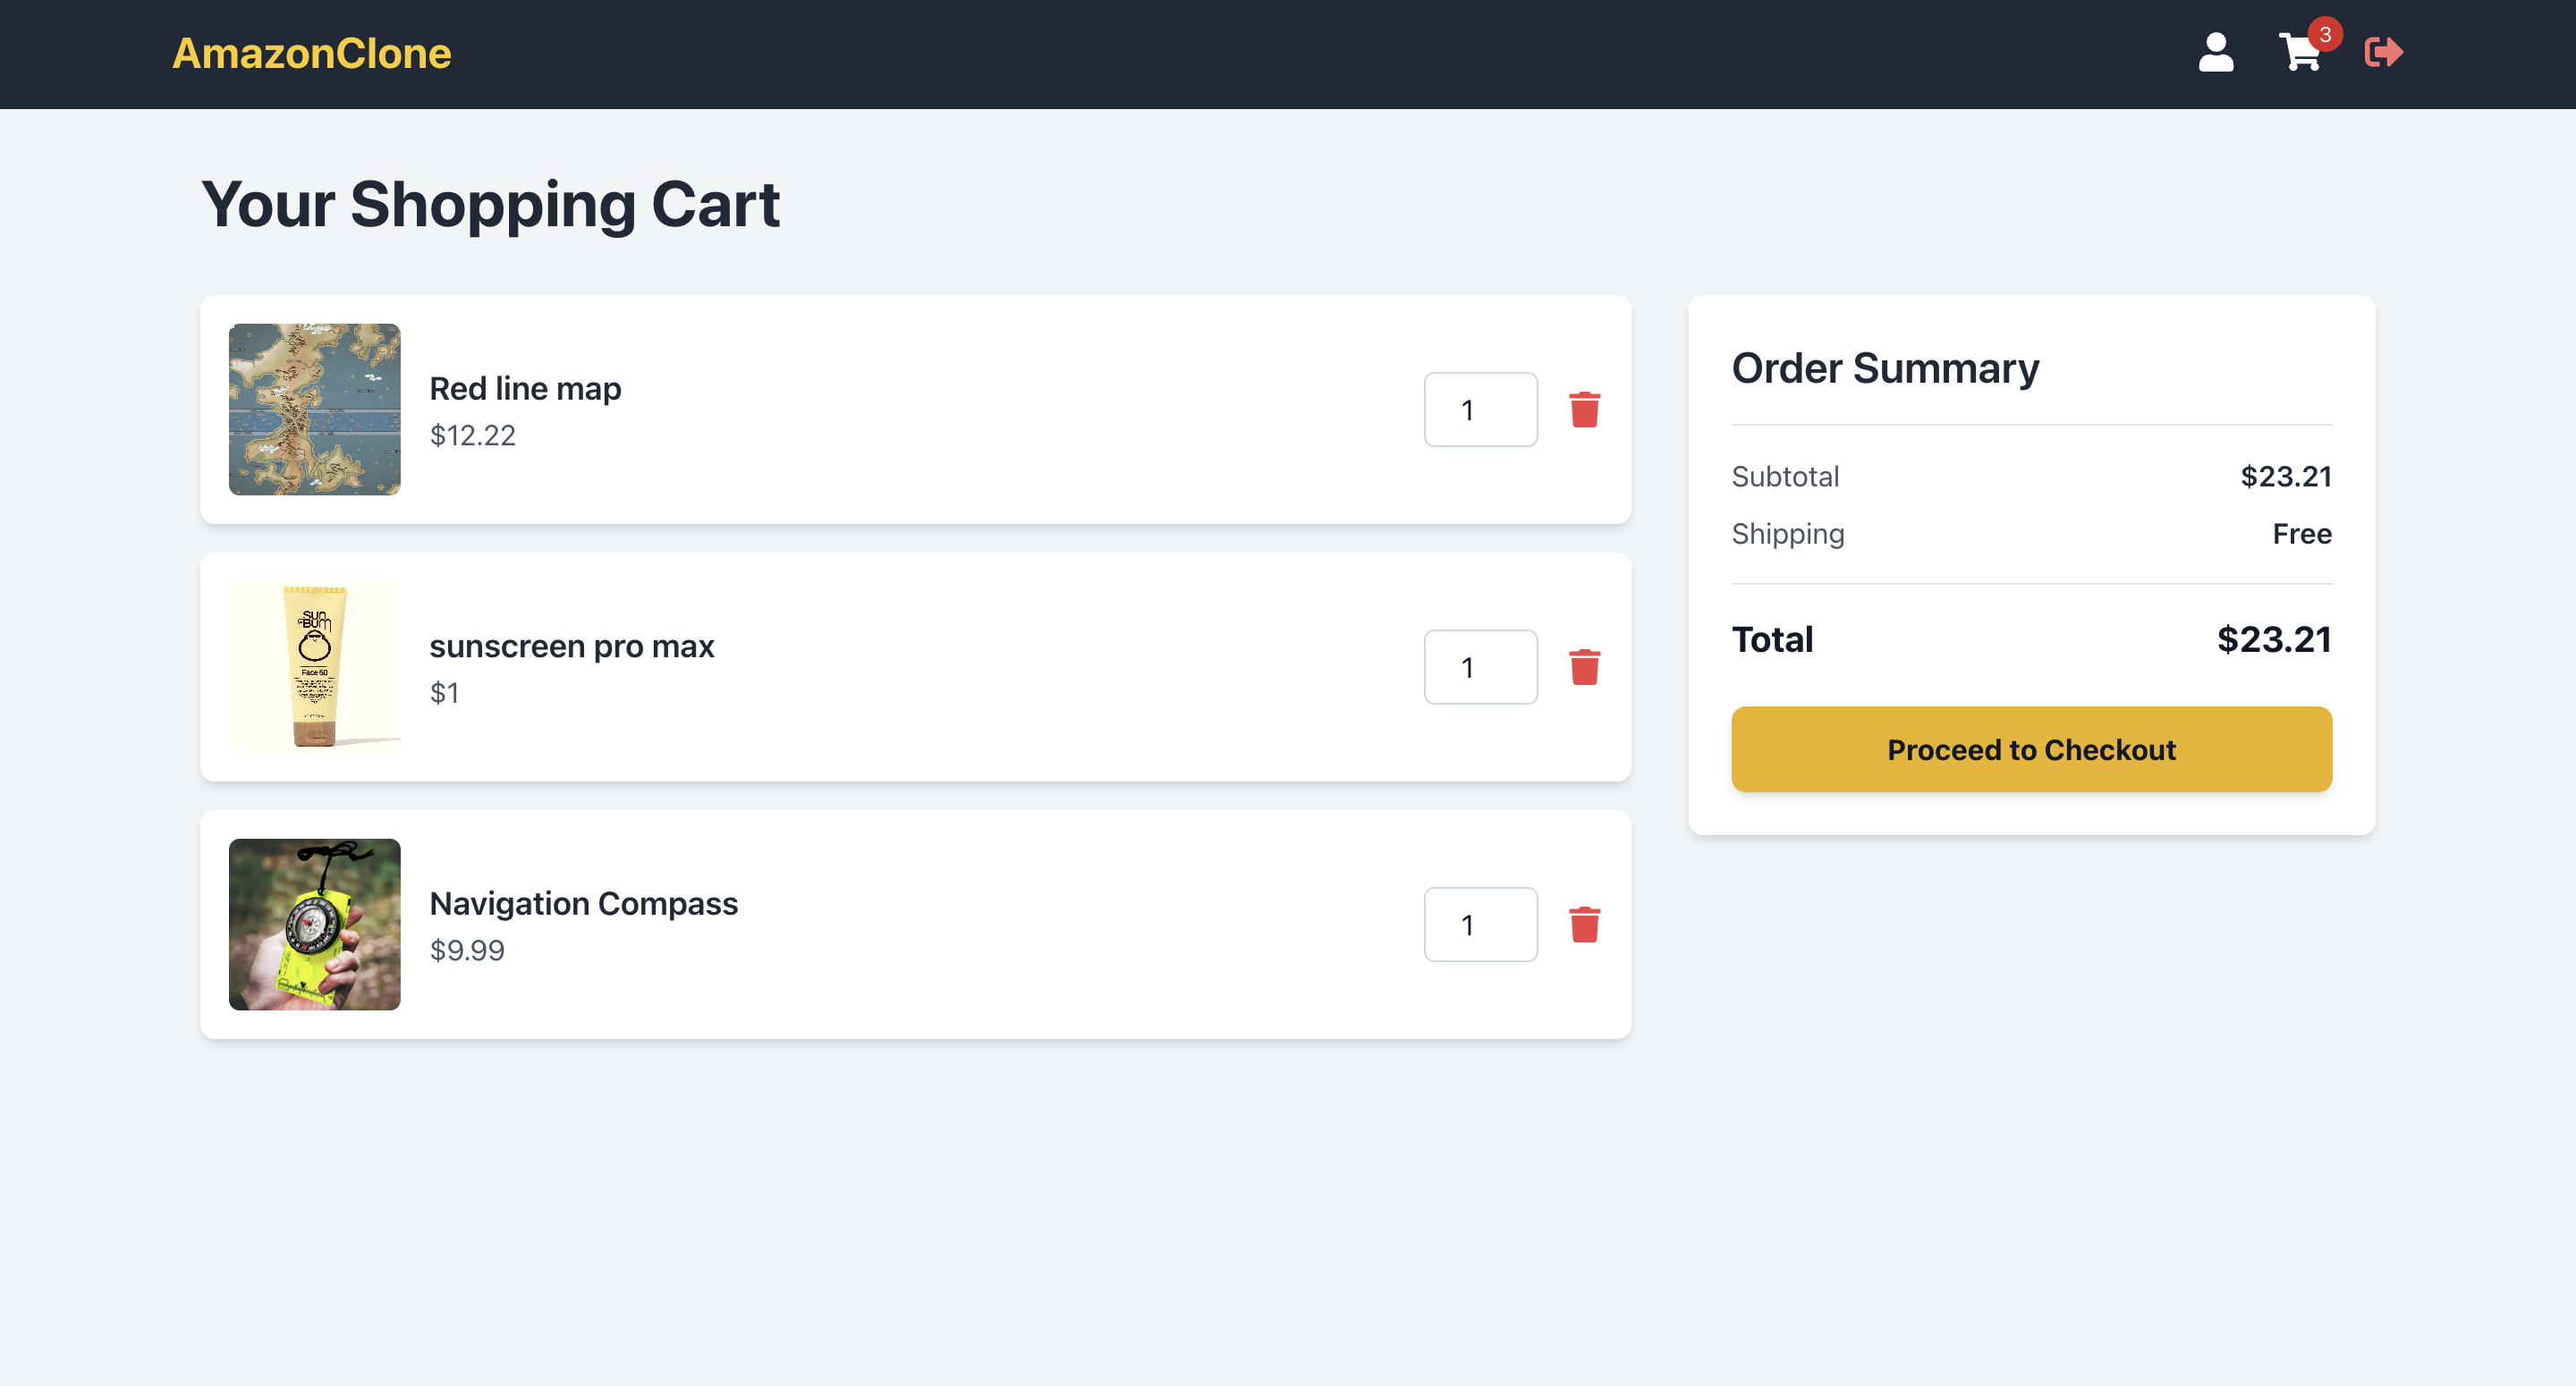 AmazonClone
3
Your Shopping Cart
Red line map
$12.22
1
sunscreen pro max
$1
1
Sun
Bum
Face 50
Navigation Compass
$9.99
1
Order Summary
Subtotal $23.21
Shipping Free
Total $23.21
Proceed to Checkout